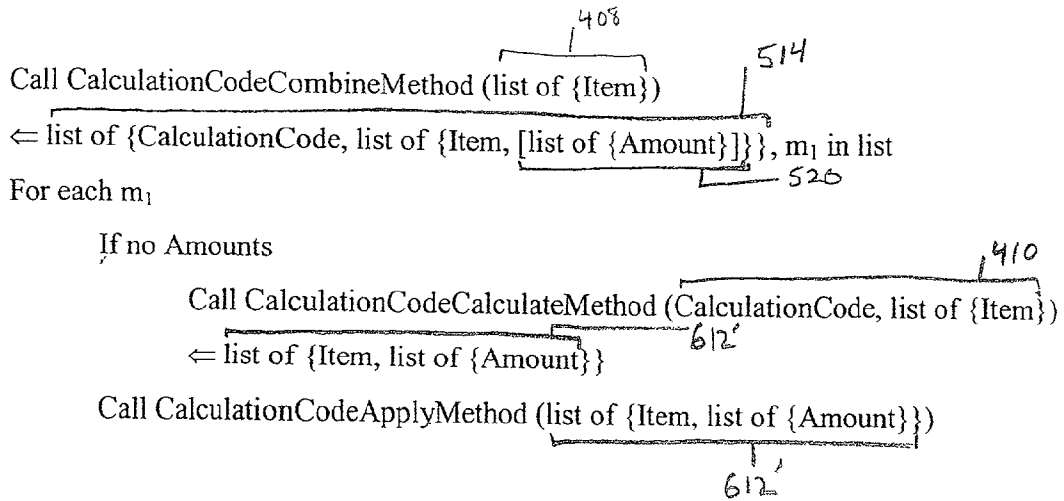 408
514
Call CalculationCodeCombineMethod (list of {Item})
⇐ list of {CalculationCode, list of {Item, [list of {Amount}]}}, m₁ in list
520
For each m₁
If no Amounts
410
Call CalculationCodeCalculateMethod (CalculationCode, list of {Item})
612'
⇐ list of {Item, list of {Amount}}
Call CalculationCodeApplyMethod (list of {Item, list of {Amount}})
612'